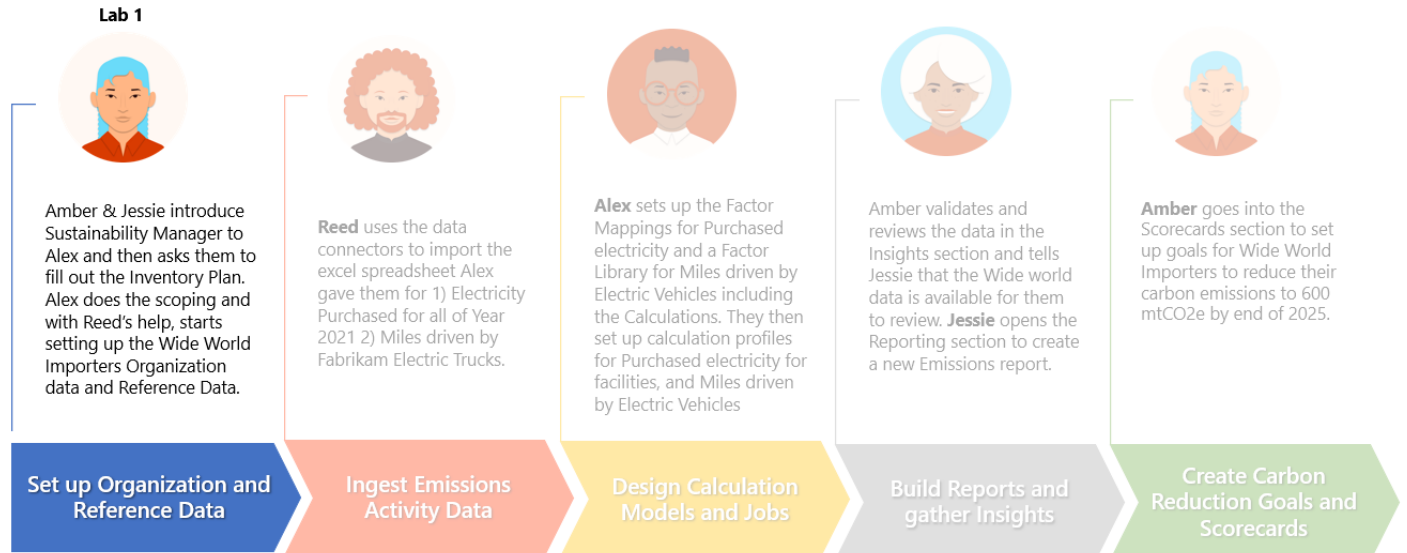 Lab 1
Amber & Jessie introduce
Sustainability Manager to
Alex and then asks them to
fill out the Inventory Plan.
Alex does the scoping and
with Reed's help, starts
setting up the Wide World
Importers Organization
data and Reference Data.
Reed uses the data
connectors to import the
excel spreadsheet Alex
gave them for 1) Electricity
Purchased for all of Year
2021 2) Miles driven by
Fabrikam Electric Trucks.
Alex sets up the Factor
Mappings for Purchased
electricity and a Factor
Library for Miles driven by
Electric Vehicles including
the Calculations. They then
set up calculation profiles
for Purchased electricity for
facilities, and Miles driven
by Electric Vehicles
Amber validates and
reviews the data in the
Insights section and tells
Jessie that the Wide world
data is available for them
to review. Jessie opens the
Reporting section to create
a new Emissions report.
Amber goes into the
Scorecards section to set
up goals for Wide World
Importers to reduce their
carbon emissions to 600
mtCO2e by end of 2025.
Set up Organization and
Reference Data
Ingest Emissions
Activity Data
Design Calculation
Models and Jobs
Build Reports and
gather Insights
Create Carbon
Reduction Goals and
Scorecards